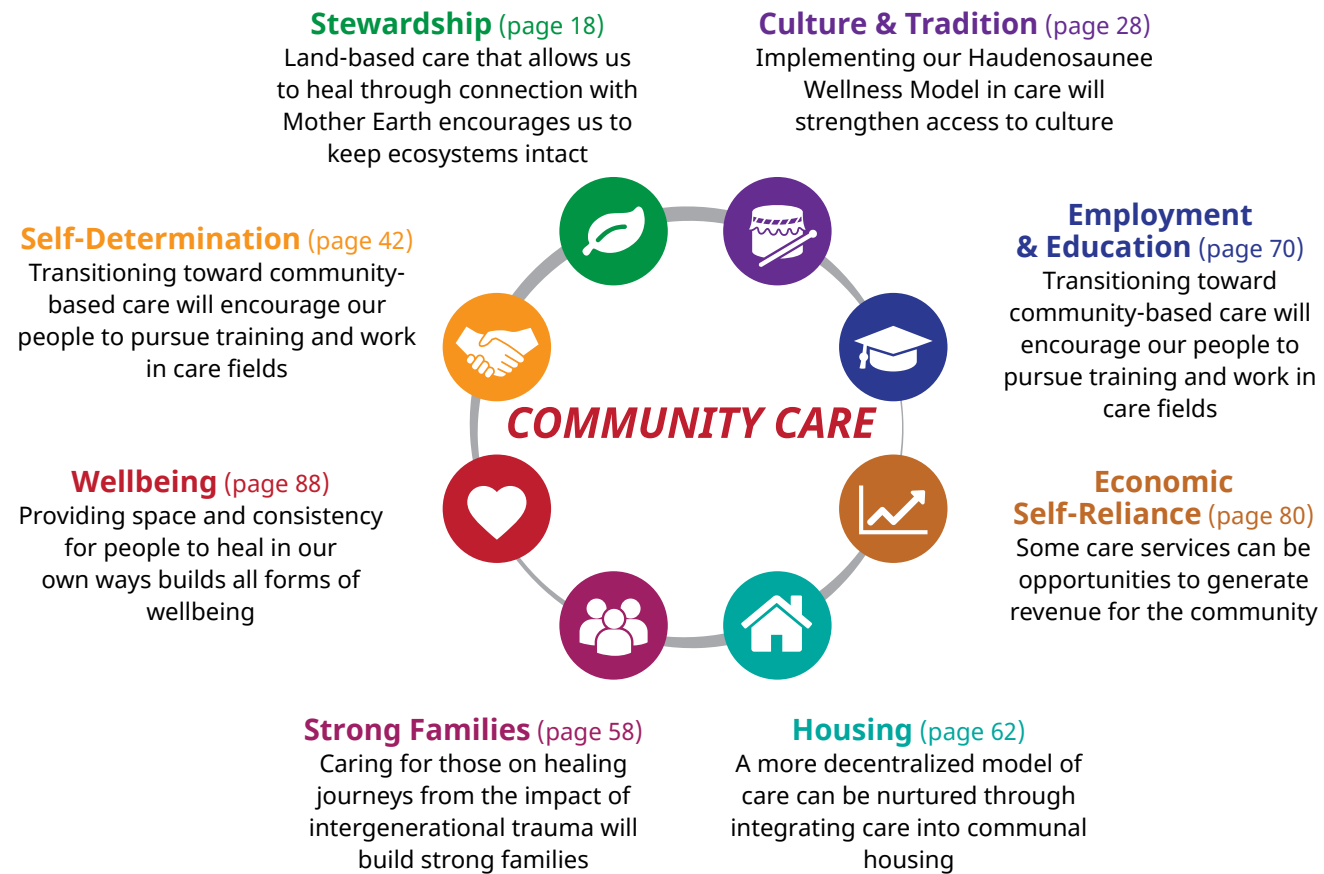 Stewardship (page 18)
Land-based care that allows us
to heal through connection with
Mother Earth encourages us to
keep ecosystems intact
Culture & Tradition (page 28)
Implementing our Haudenosaunee
Wellness Model in care will
strengthen access to culture
Self-Determination (page 42)
Transitioning toward community-
based care will encourage our
people to pursue training and work
in care fields
Employment
& Education (page 70)
Transitioning toward
community-based care will
encourage our people to
pursue training and work in
care fields
COMMUNITY CARE
Wellbeing (page 88)
Providing space and consistency
for people to heal in our
own ways builds all forms of
wellbeing
Economic
Self-Reliance (page 80)
Some care services can be
opportunities to generate
revenue for the community
Strong Families (page 58)
Caring for those on healing
journeys from the impact of
intergenerational trauma will
build strong families
Housing (page 62)
A more decentralized model of
care can be nurtured through
integrating care into communal
housing